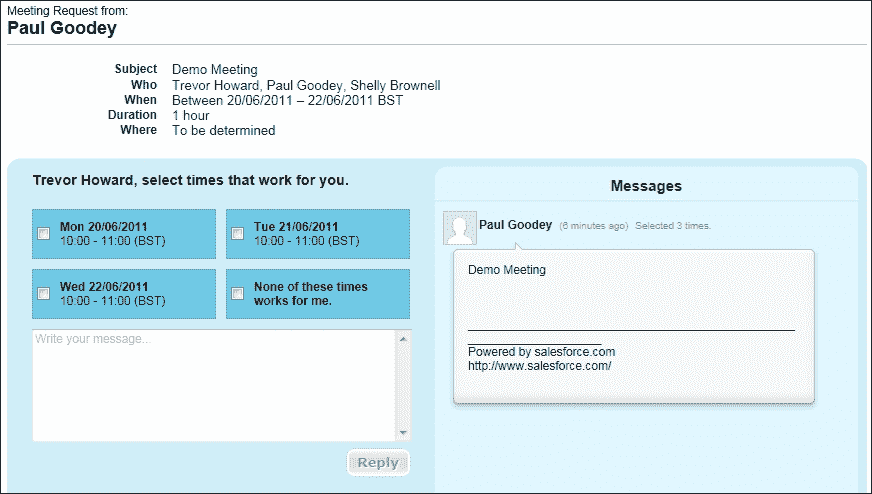 Meeting Request from:
Paul Goodey
Subject Demo Meeting
Who Trevor Howard, Paul Goodey, Shelly Brownell
When Between 20/06/2011 – 22/06/2011 BST
Duration 1 hour
Where To be determined
Trevor Howard, select times that work for you.
Mon 20/06/2011
10:00 - 11:00 (BST)
Tue 21/06/2011
10:00 - 11:00 (BST)
Wed 22/06/2011
10:00 - 11:00 (BST)
None of these times
works for me.
Write your message...
Reply
Messages
Paul Goodey (6 minutes ago) Selected 3 times.
Demo Meeting
Powered by salesforce.com
http://www.salesforce.com/